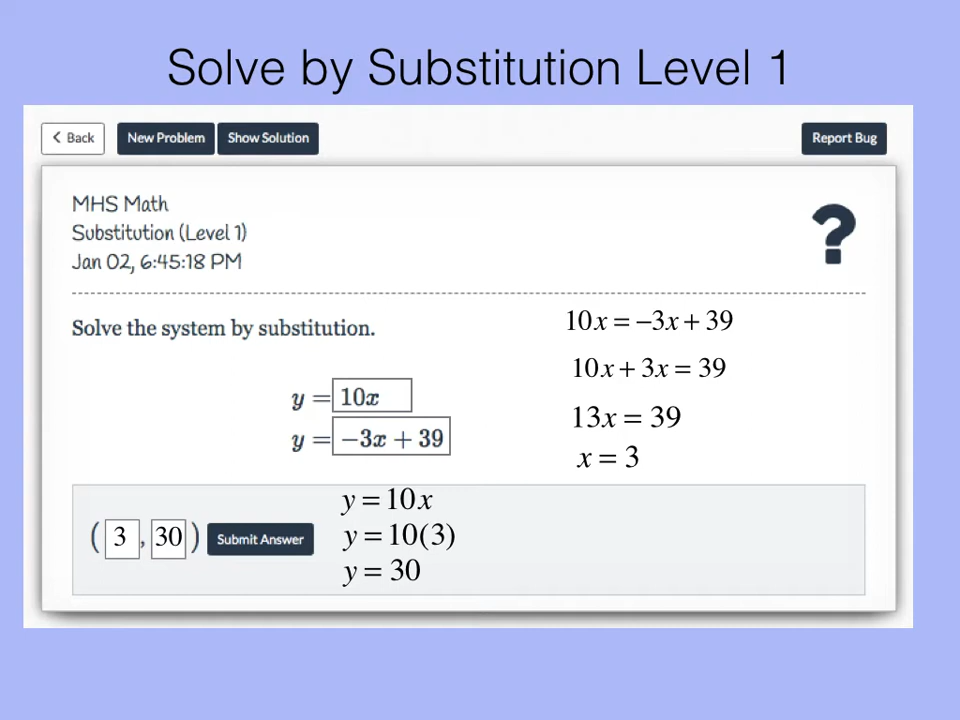 Solve by Substitution Level 1
Back New Problem Show Solution Report Bug
MHS Math
Substitution (Level 1)
Jan 02, 6:45:18 PM
?
Solve the system by substitution.
y = 10x
y = −3x + 39
10x = −3x + 39
10x + 3x = 39
13x = 39
x = 3
(3, 30) Submit Answer
y = 10x
y = 10(3)
y = 30